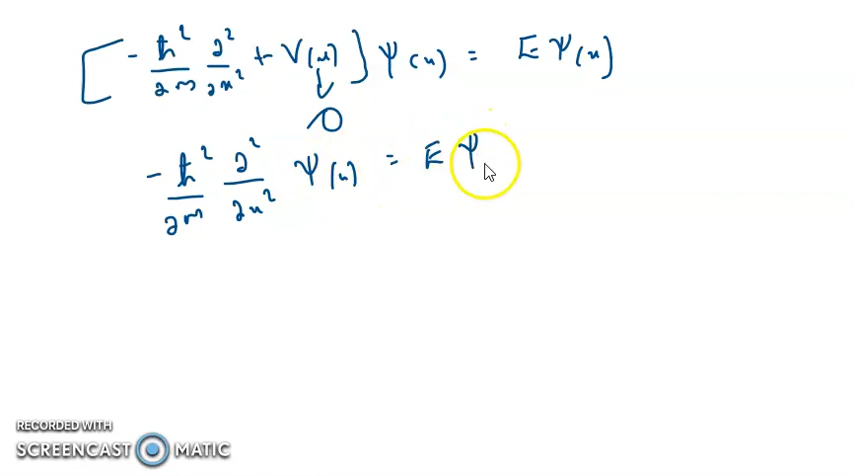 [ - ħ²/2m ∂²/∂x² + V(x) ] Ψ(x) = E Ψ(x)
0
- ħ²/2m ∂²/∂x² Ψ(x) = E Ψ
RECORDED WITH
SCREENCAST MATIC